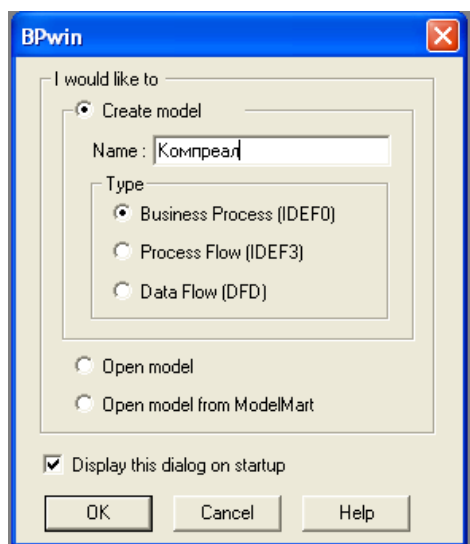 BPwin
I would like to
Create model
Name : Компреал
Type
Business Process (IDEF0)
Process Flow (IDEF3)
Data Flow (DFD)
Open model
Open model from ModelMart
Display this dialog on startup
OK Cancel Help